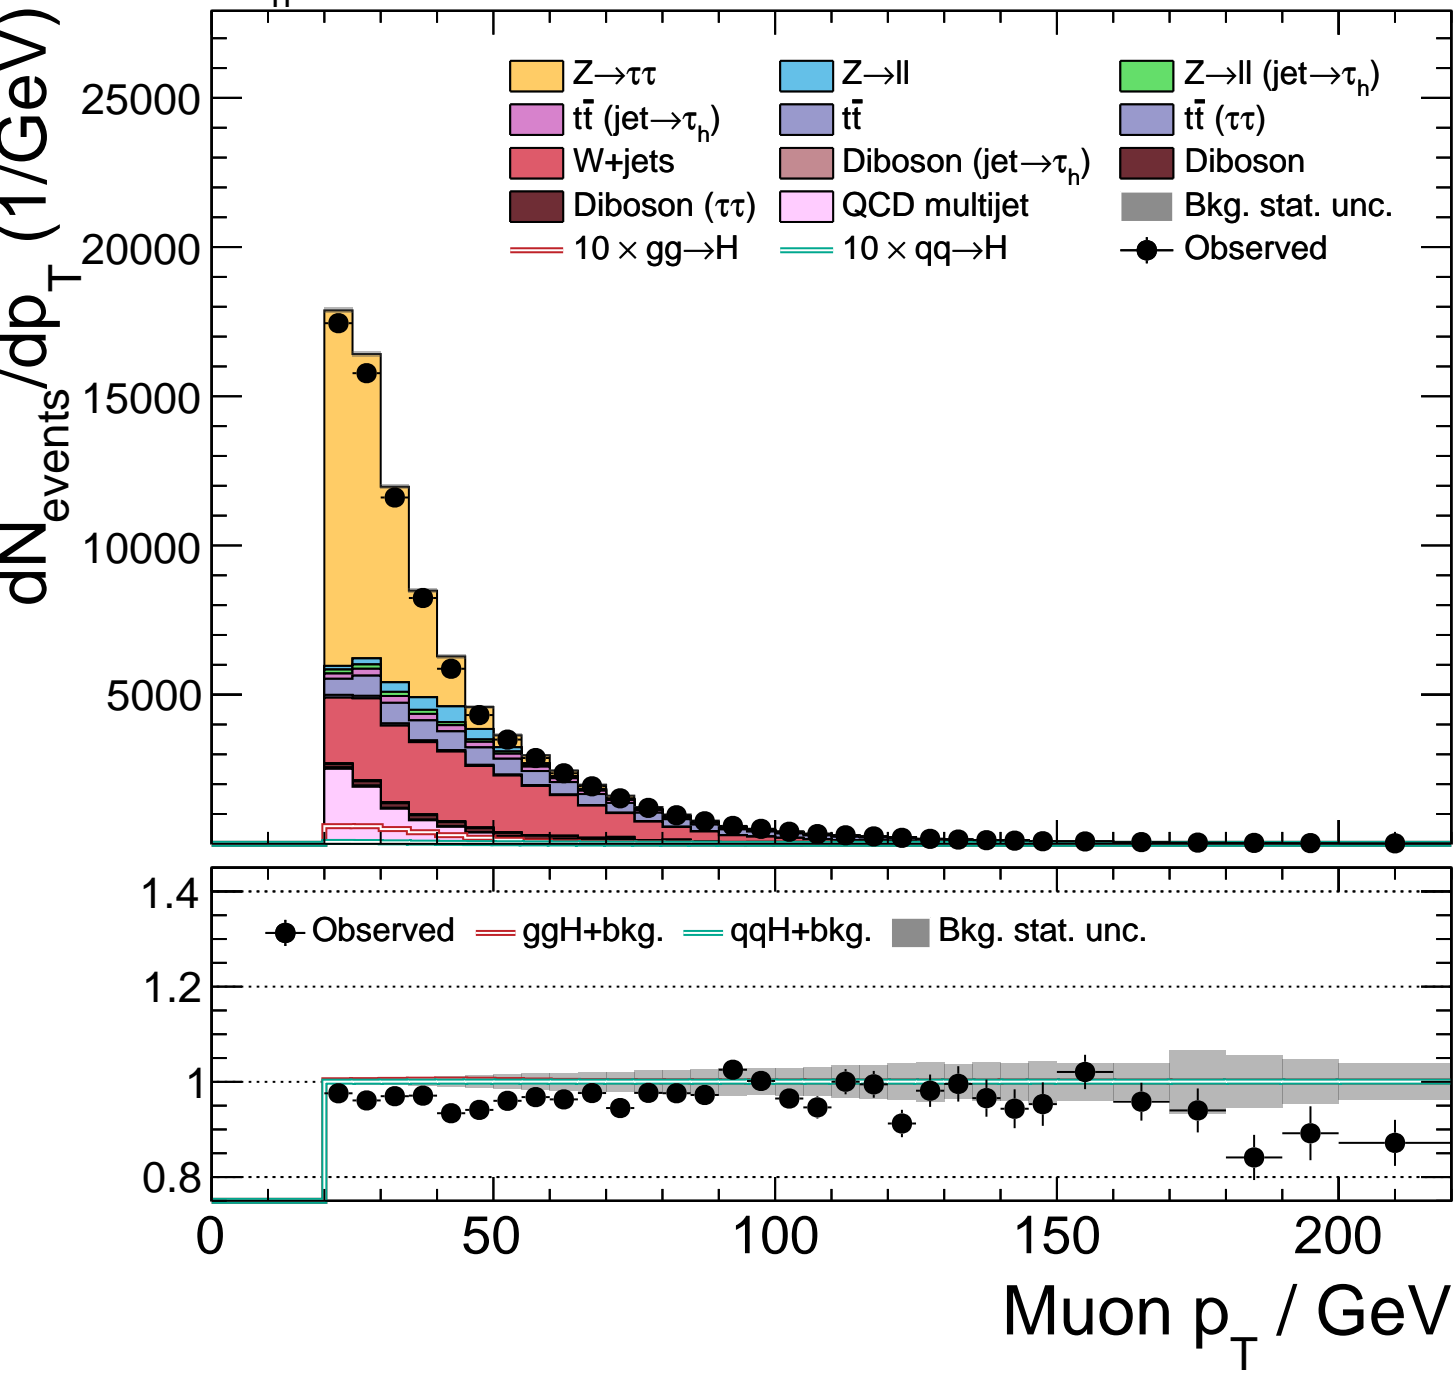 dN_events/dp_T (1/GeV)
25000
20000
15000
10000
5000
Z→ττ Z→ll Z→ll (jet→τ_h)
tt̄ (jet→τ_h) tt̄ tt̄ (ττ)
W+jets Diboson (jet→τ_h) Diboson
Diboson (ττ) QCD multijet Bkg. stat. unc.
10 × gg→H 10 × qq→H Observed
1.4
1.2
1
0.8
Observed ggH+bkg. qqH+bkg. Bkg. stat. unc.
0 50 100 150 200
Muon p_T / GeV